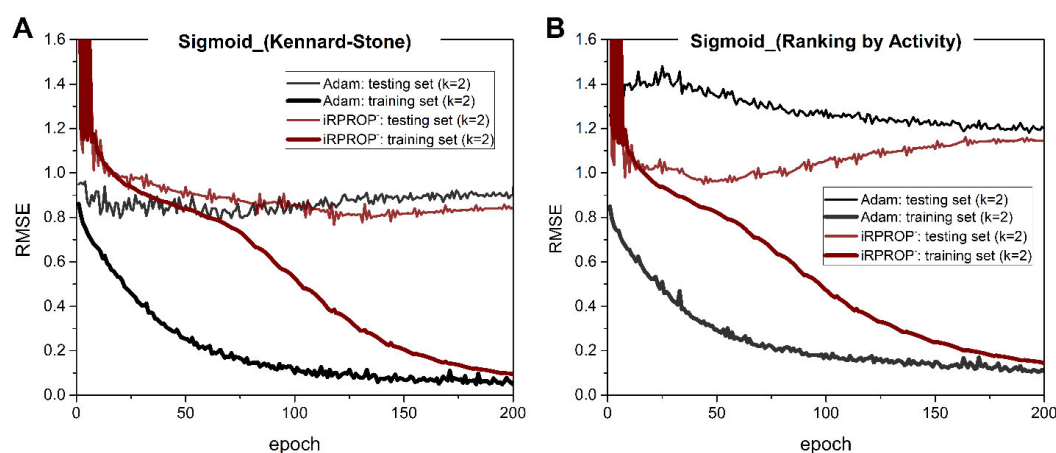 A
Sigmoid_(Kennard-Stone)
1.6
1.4
1.2
1.0
0.8
0.6
0.4
0.2
0.0
RMSE
Adam: testing set (k=2)
Adam: training set (k=2)
iRPROP⁻: testing set (k=2)
iRPROP⁻: training set (k=2)
0 50 100 150 200
epoch
B
Sigmoid_(Ranking by Activity)
1.6
1.4
1.2
1.0
0.8
0.6
0.4
0.2
0.0
RMSE
Adam: testing set (k=2)
Adam: training set (k=2)
iRPROP⁻: testing set (k=2)
iRPROP⁻: training set (k=2)
0 50 100 150 200
epoch